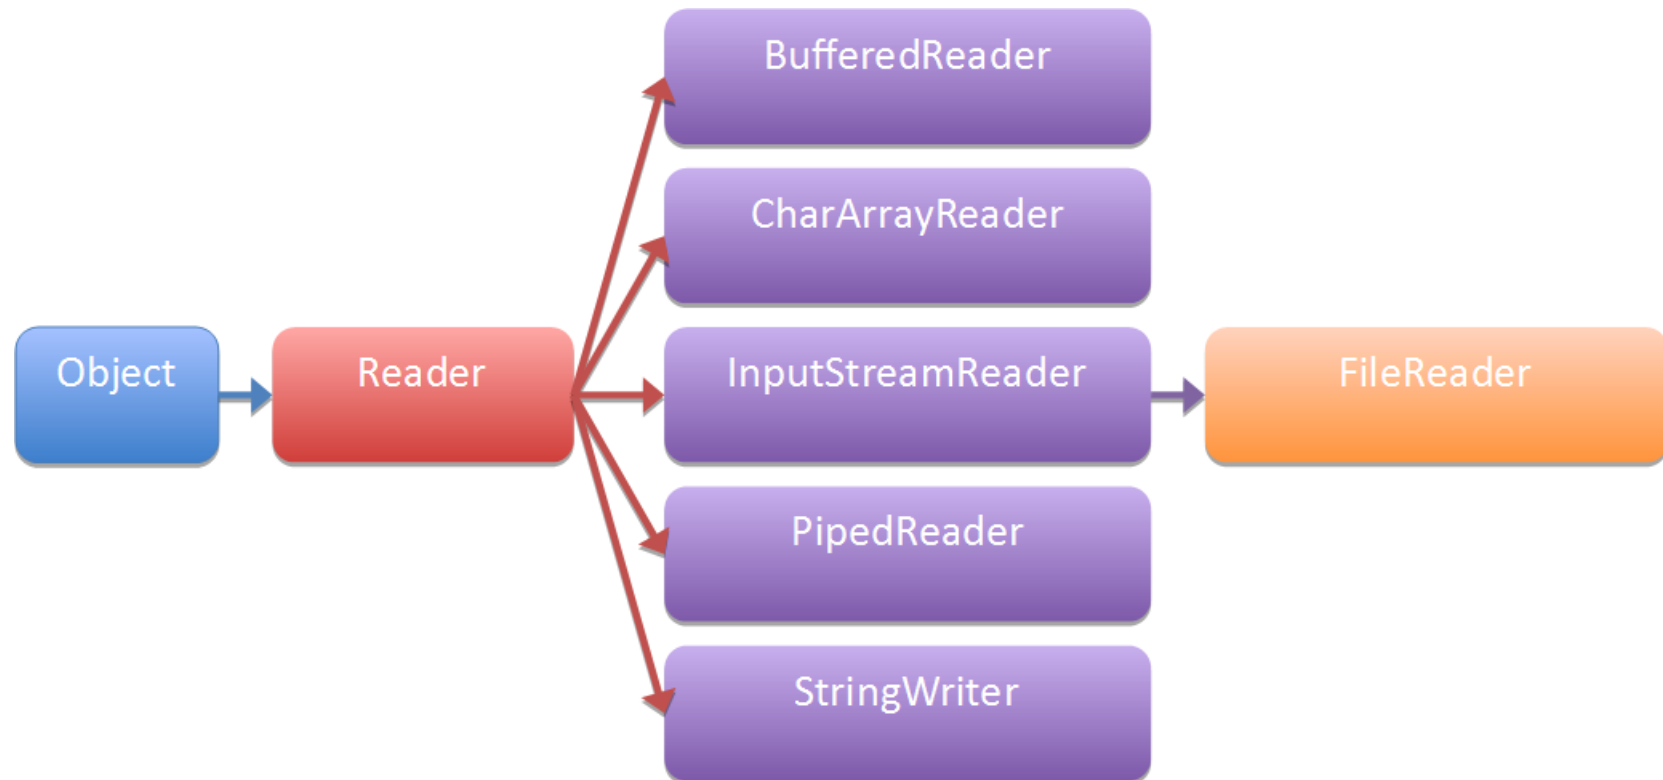 Object
Reader
BufferedReader
CharArrayReader
InputStreamReader
PipedReader
StringWriter
FileReader